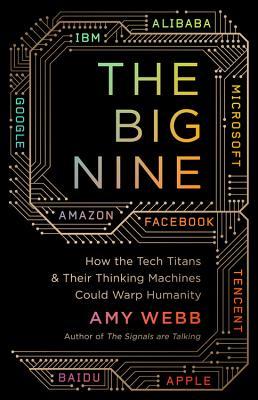 ALIBABA
IBM
GOOGLE
MICROSOFT
THE
BIG
NINE
AMAZON
FACEBOOK
TENCENT
How the Tech Titans
& Their Thinking Machines
Could Warp Humanity
AMY WEBB
Author of The Signals are Talking
BAIDU
APPLE